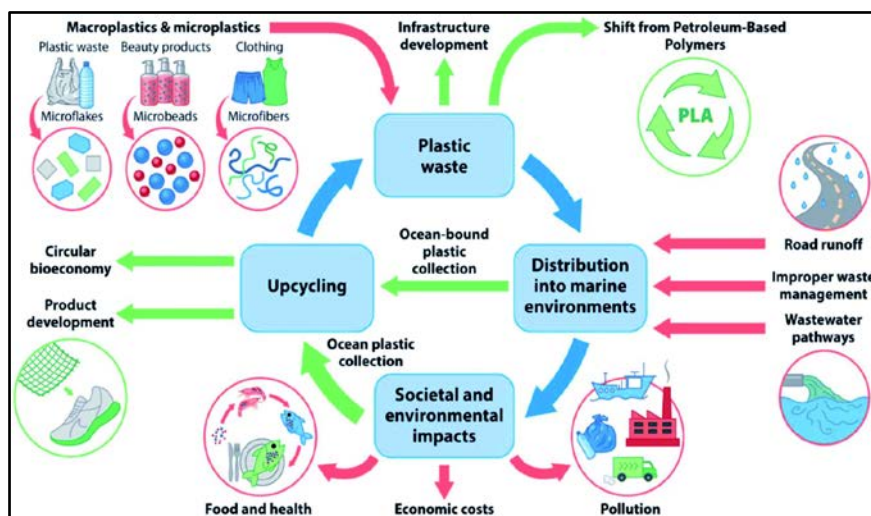 Macroplastics & microplastics
Plastic waste
Beauty products
Clothing
Microflakes
Microbeads
Microfibers
Infrastructure
development
Shift from Petroleum-Based
Polymers
PLA
Plastic
waste
Road runoff
Improper waste
management
Wastewater
pathways
Distribution
into marine
environments
Ocean-bound
plastic
collection
Upcycling
Circular
bioeconomy
Product
development
Ocean plastic
collection
Societal and
environmental
impacts
Food and health
Economic costs
Pollution